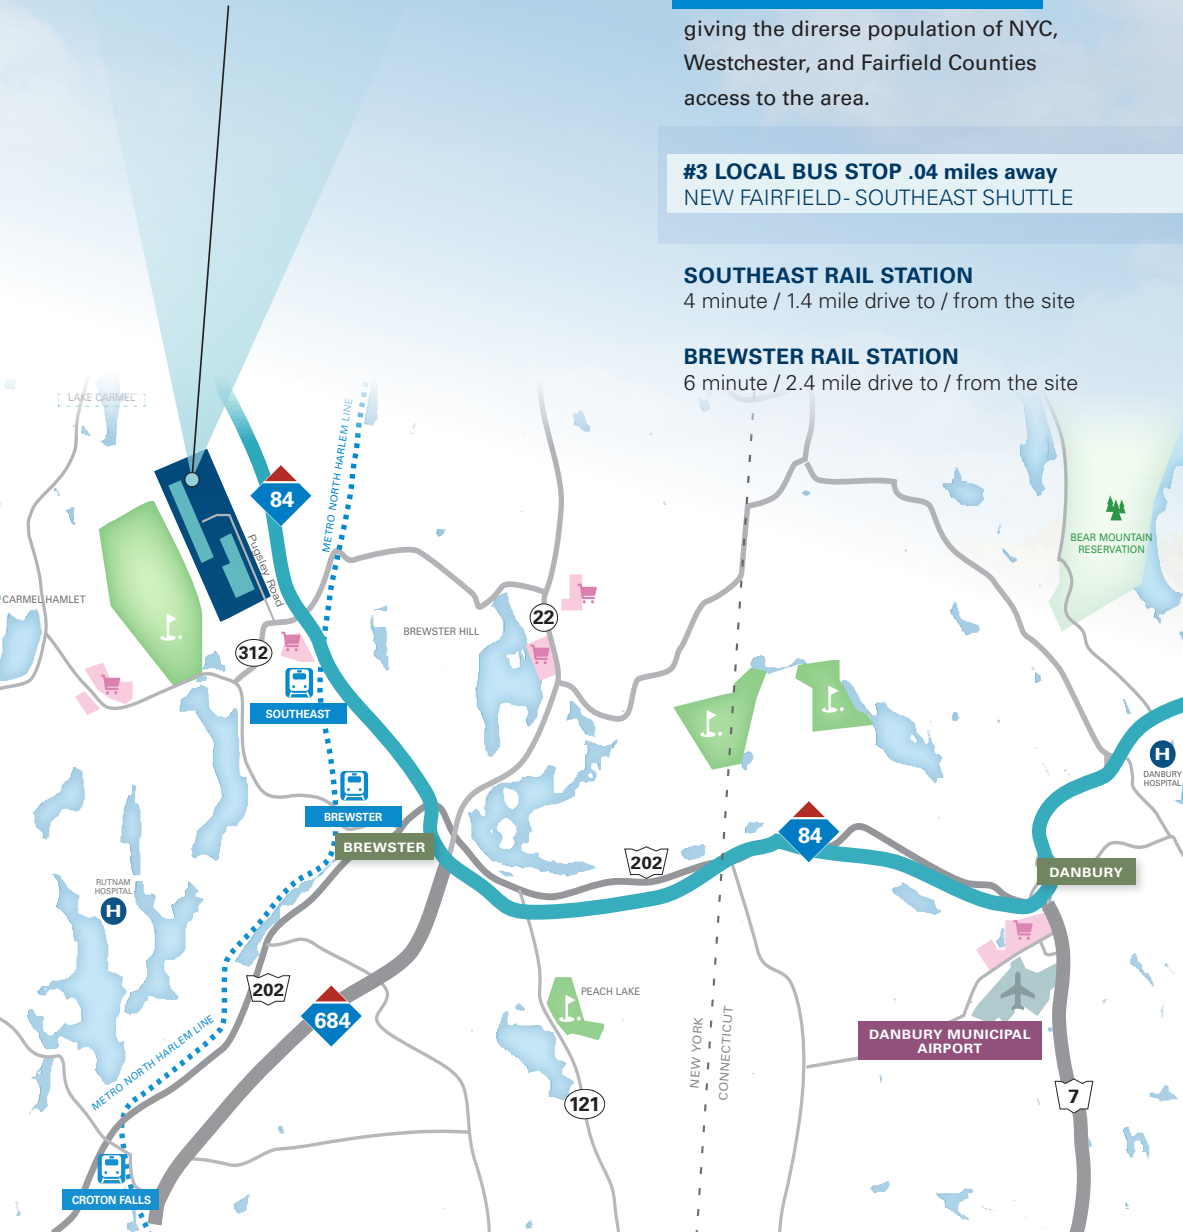 giving the direrse population of NYC,
Westchester, and Fairfield Counties
access to the area.
#3 LOCAL BUS STOP .04 miles away
NEW FAIRFIELD- SOUTHEAST SHUTTLE
SOUTHEAST RAIL STATION
4 minute / 1.4 mile drive to / from the site
BREWSTER RAIL STATION
6 minute / 2.4 mile drive to / from the site
LAKE CARMEL
METRO NORTH HARLEM LINE
84
Pugsley Road
BEAR MOUNTAIN
RESERVATION
CARMEL HAMLET
22
BREWSTER HILL
312
SOUTHEAST
H
DANBURY
HOSPITAL
BREWSTER
84
BREWSTER
202
DANBURY
RUTNAM
HOSPITAL
H
202
PEACH LAKE
684
NEW YORK
CONNECTICUT
DANBURY MUNICIPAL
AIRPORT
METRO NORTH HARLEM LINE
7
121
CROTON FALLS